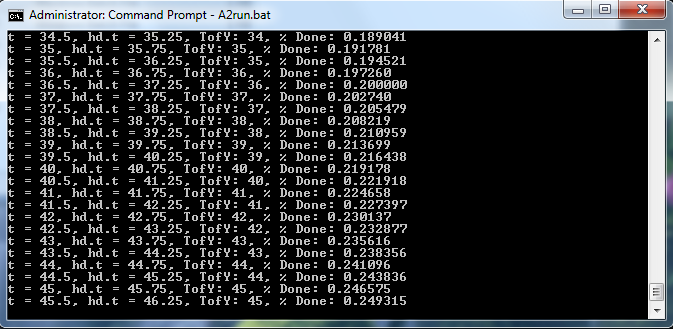 Administrator: Command Prompt - A2run.bat
t = 34.5, hd.t = 35.25, TofY: 34, % Done: 0.189041
t = 35, hd.t = 35.75, TofY: 35, % Done: 0.191781
t = 35.5, hd.t = 36.25, TofY: 35, % Done: 0.194521
t = 36, hd.t = 36.75, TofY: 36, % Done: 0.197260
t = 36.5, hd.t = 37.25, TofY: 36, % Done: 0.200000
t = 37, hd.t = 37.75, TofY: 37, % Done: 0.202740
t = 37.5, hd.t = 38.25, TofY: 37, % Done: 0.205479
t = 38, hd.t = 38.75, TofY: 38, % Done: 0.208219
t = 38.5, hd.t = 39.25, TofY: 38, % Done: 0.210959
t = 39, hd.t = 39.75, TofY: 39, % Done: 0.213699
t = 39.5, hd.t = 40.25, TofY: 39, % Done: 0.216438
t = 40, hd.t = 40.75, TofY: 40, % Done: 0.219178
t = 40.5, hd.t = 41.25, TofY: 40, % Done: 0.221918
t = 41, hd.t = 41.75, TofY: 41, % Done: 0.224658
t = 41.5, hd.t = 42.25, TofY: 41, % Done: 0.227397
t = 42, hd.t = 42.75, TofY: 42, % Done: 0.230137
t = 42.5, hd.t = 43.25, TofY: 42, % Done: 0.232877
t = 43, hd.t = 43.75, TofY: 43, % Done: 0.235616
t = 43.5, hd.t = 44.25, TofY: 43, % Done: 0.238356
t = 44, hd.t = 44.75, TofY: 44, % Done: 0.241096
t = 44.5, hd.t = 45.25, TofY: 44, % Done: 0.243836
t = 45, hd.t = 45.75, TofY: 45, % Done: 0.246575
t = 45.5, hd.t = 46.25, TofY: 45, % Done: 0.249315